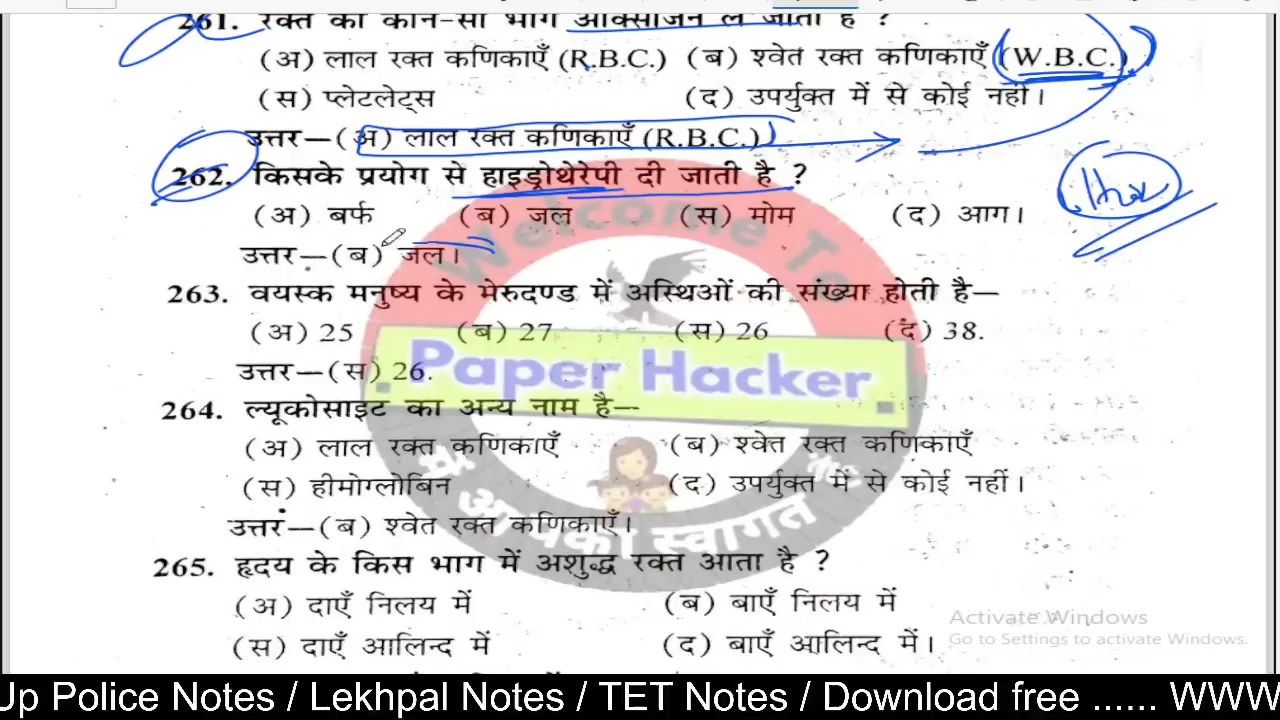 261. रक्त का कौन-सा भाग ऑक्सीजन ले जाता है ?
(अ) लाल रक्त कणिकाएँ (R.B.C.) (ब) श्वेत रक्त कणिकाएँ (W.B.C.)
(स) प्लेटलेट्स (द) उपर्युक्त में से कोई नहीं।
उत्तर—(अ) लाल रक्त कणिकाएँ (R.B.C.)
262. किसके प्रयोग से हाइड्रोथेरेपी दी जाती है ?
(अ) बर्फ (ब) जल (स) मोम (द) आग।
उत्तर—(ब) जल।
263. वयस्क मनुष्य के मेरुदण्ड में अस्थिओं की संख्या होती है—
(अ) 25 (ब) 27 (स) 26 (द) 38.
उत्तर—(स) 26.
264. ल्यूकोसाइट का अन्य नाम है—
(अ) लाल रक्त कणिकाएँ (ब) श्वेत रक्त कणिकाएँ
(स) हीमोग्लोबिन (द) उपर्युक्त में से कोई नहीं।
उत्तर—(ब) श्वेत रक्त कणिकाएँ।
265. हृदय के किस भाग में अशुद्ध रक्त आता है ?
(अ) दाएँ निलय में (ब) बाएँ निलय में
(स) दाएँ आलिन्द में (द) बाएँ आलिन्द में।
Welcome To
Paper Hacker
में आपका स्वागत है
Activate Windows
Go to Settings to activate Windows.
Up Police Notes / Lekhpal Notes / TET Notes / Download free ...... WWW